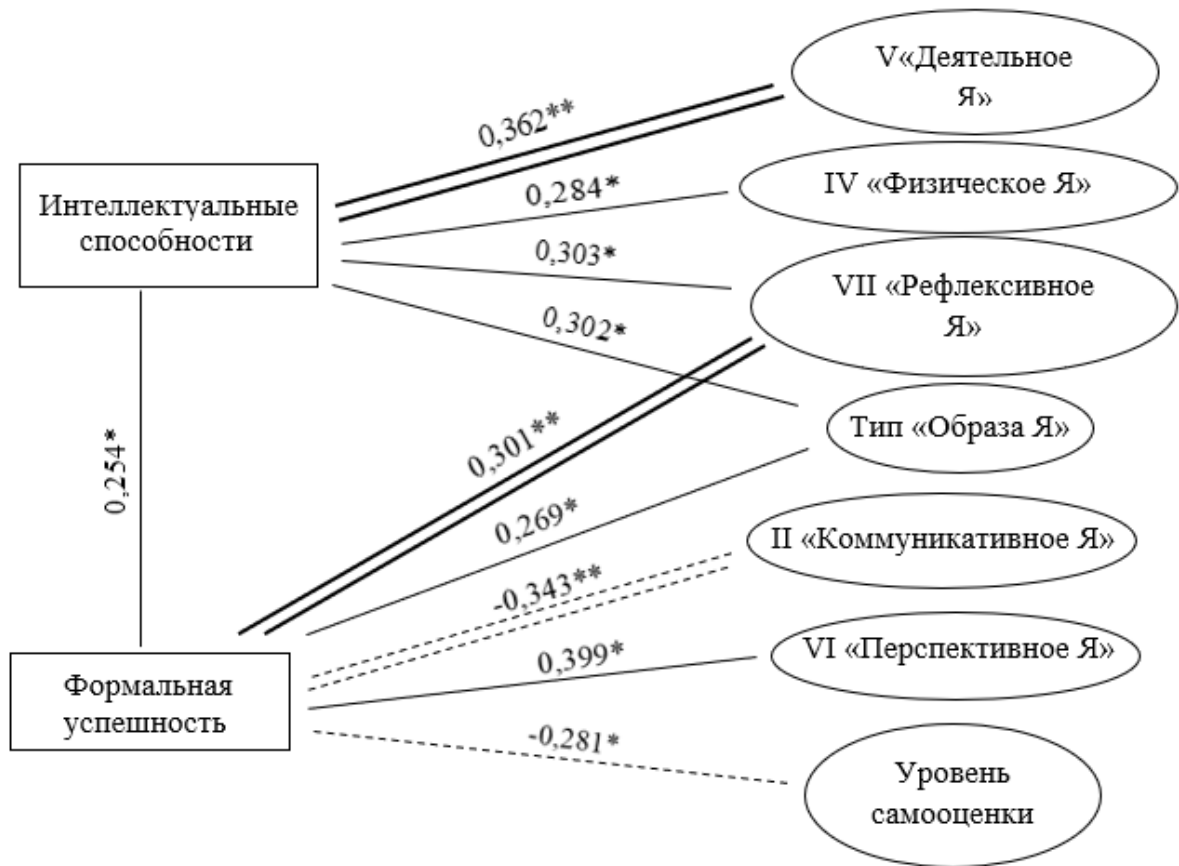 V«Деятельное
Я»
0,362**
Интеллектуальные
способности
0,284*
IV «Физическое Я»
0,303*
VII «Рефлексивное
Я»
0,302*
0,254*
0,301**
Тип «Образа Я»
0,269*
II «Коммуникативное Я»
-0,343**
0,399*
VI «Перспективное Я»
Формальная
успешность
-0,281*
Уровень
самооценки